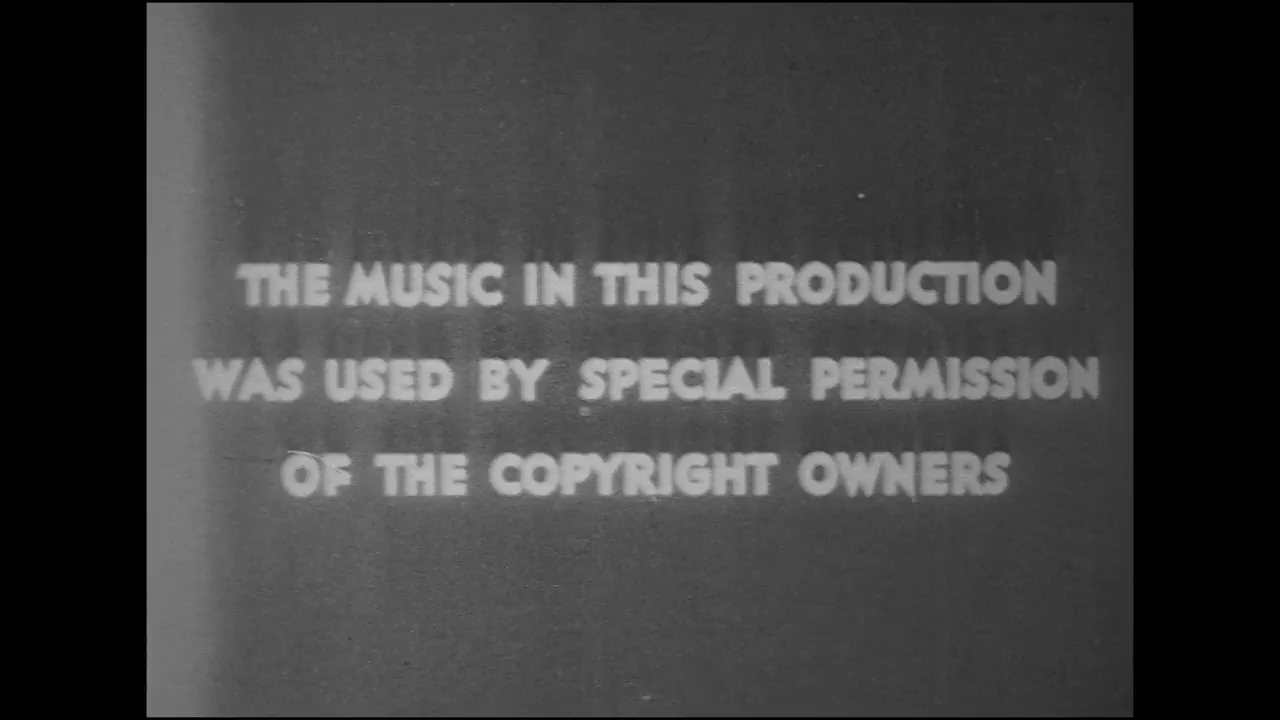 THE MUSIC IN THIS PRODUCTION
WAS USED BY SPECIAL PERMISSION
OF THE COPYRIGHT OWNERS